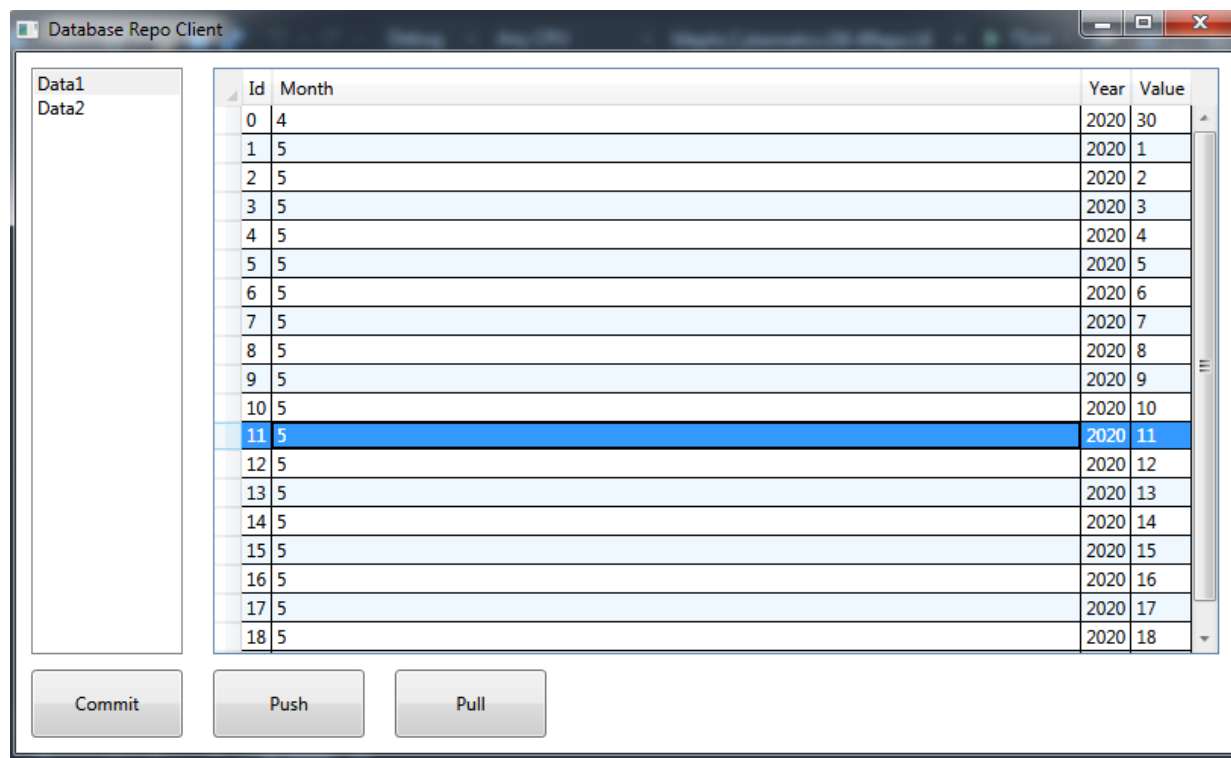 Database Repo Client
Data1
Data2
Id Month Year Value
0 4 2020 30
1 5 2020 1
2 5 2020 2
3 5 2020 3
4 5 2020 4
5 5 2020 5
6 5 2020 6
7 5 2020 7
8 5 2020 8
9 5 2020 9
10 5 2020 10
11 5 2020 11
12 5 2020 12
13 5 2020 13
14 5 2020 14
15 5 2020 15
16 5 2020 16
17 5 2020 17
18 5 2020 18
Commit Push Pull